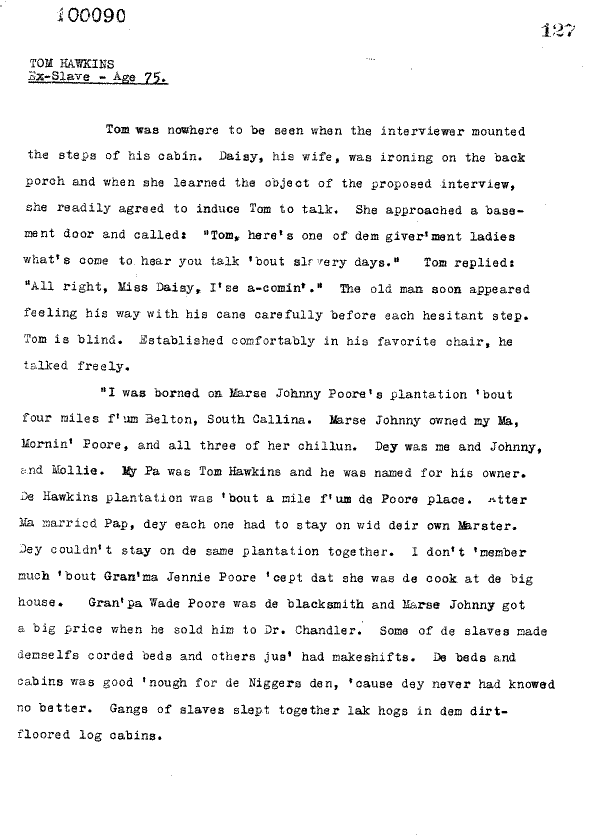 100090
127
TOM HAWKINS
Ex-Slave - Age 75.
Tom was nowhere to be seen when the interviewer mounted
the steps of his cabin. Daisy, his wife, was ironing on the back
porch and when she learned the object of the proposed interview,
she readily agreed to induce Tom to talk. She approached a base-
ment door and called: "Tom, here's one of dem giver'ment ladies
what's come to hear you talk 'bout slavery days." Tom replied:
"All right, Miss Daisy, I'se a-comin'." The old man soon appeared
feeling his way with his cane carefully before each hesitant step.
Tom is blind. Established comfortably in his favorite chair, he
talked freely.
"I was borned on Marse Johnny Poore's plantation 'bout
four miles f'um Belton, South Callina. Marse Johnny owned my Ma,
Mornin' Poore, and all three of her chillun. Dey was me and Johnny,
and Mollie. My Pa was Tom Hawkins and he was named for his owner.
De Hawkins plantation was 'bout a mile f'um de Poore place. Atter
Ma married Pap, dey each one had to stay on wid deir own Marster.
Dey couldn't stay on de same plantation together. I don't 'member
much 'bout Gran'ma Jennie Poore 'cept dat she was de cook at de big
house. Gran'pa Wade Poore was de blacksmith and Marse Johnny got
a big price when he sold him to Dr. Chandler. Some of de slaves made
demselfs corded beds and others jus' had makeshifts. De beds and
cabins was good 'nough for de Niggers den, 'cause dey never had knowed
no better. Gangs of slaves slept together lak hogs in dem dirt-
floored log cabins.